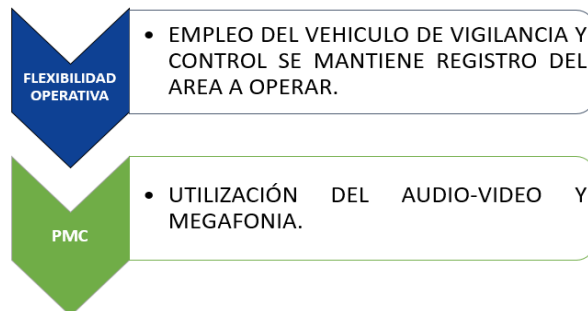 FLEXIBILIDAD
OPERATIVA
• EMPLEO DEL VEHICULO DE VIGILANCIA Y
CONTROL SE MANTIENE REGISTRO DEL
AREA A OPERAR.
PMC
• UTILIZACIÓN DEL AUDIO-VIDEO Y
MEGAFONIA.